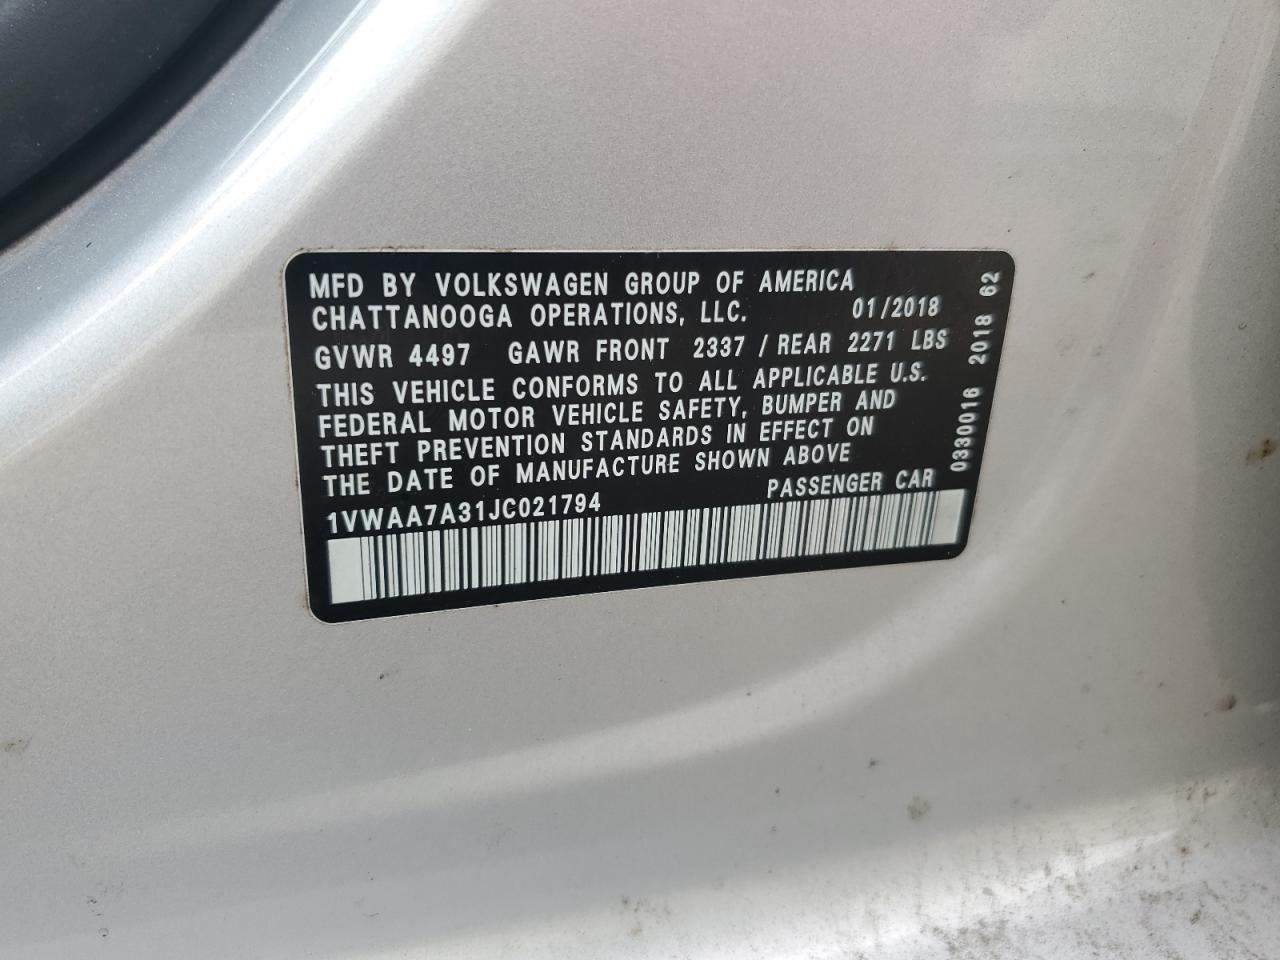 MFD BY VOLKSWAGEN GROUP OF AMERICA
CHATTANOOGA OPERATIONS, LLC. 01/2018
GVWR 4497 GAWR FRONT 2337 / REAR 2271 LBS
THIS VEHICLE CONFORMS TO ALL APPLICABLE U.S.
FEDERAL MOTOR VEHICLE SAFETY, BUMPER AND
THEFT PREVENTION STANDARDS IN EFFECT ON
THE DATE OF MANUFACTURE SHOWN ABOVE
PASSENGER CAR
1VWAA7A31JC021794
0330016 2018 62